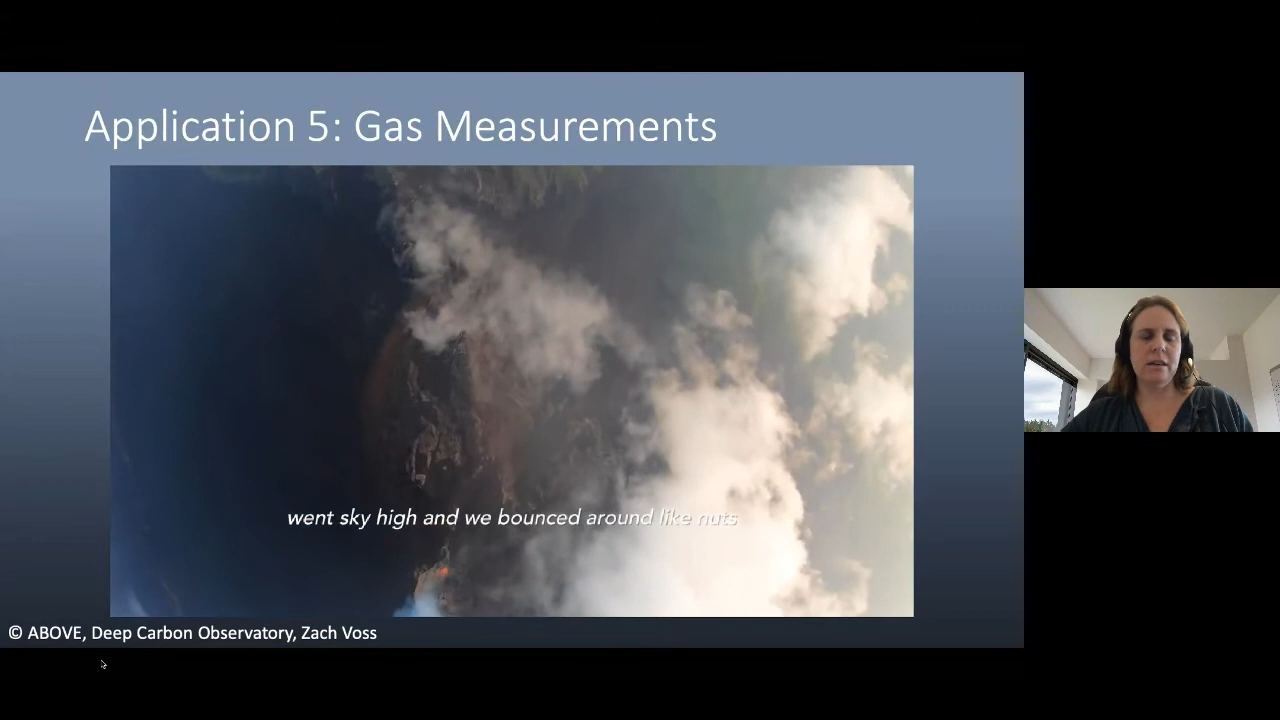 Application 5: Gas Measurements
went sky high and we bounced around like nuts
© ABOVE, Deep Carbon Observatory, Zach Voss